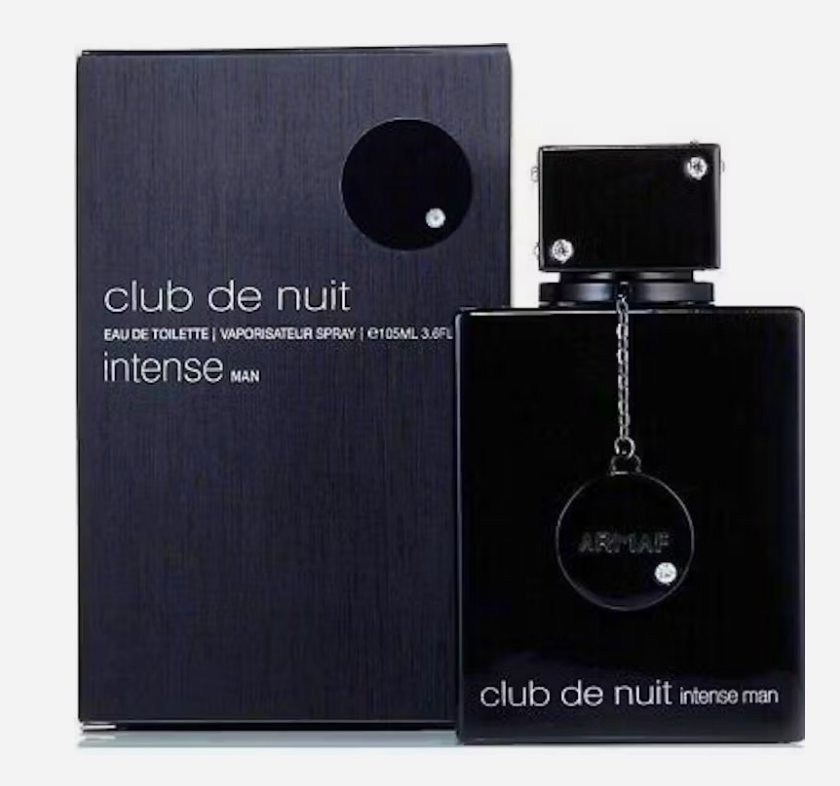 club de nuit
EAU DE TOILETTE | VAPORISATEUR SPRAY | ℮105ML 3.6FL
intense MAN
ARMAF
club de nuit intense man